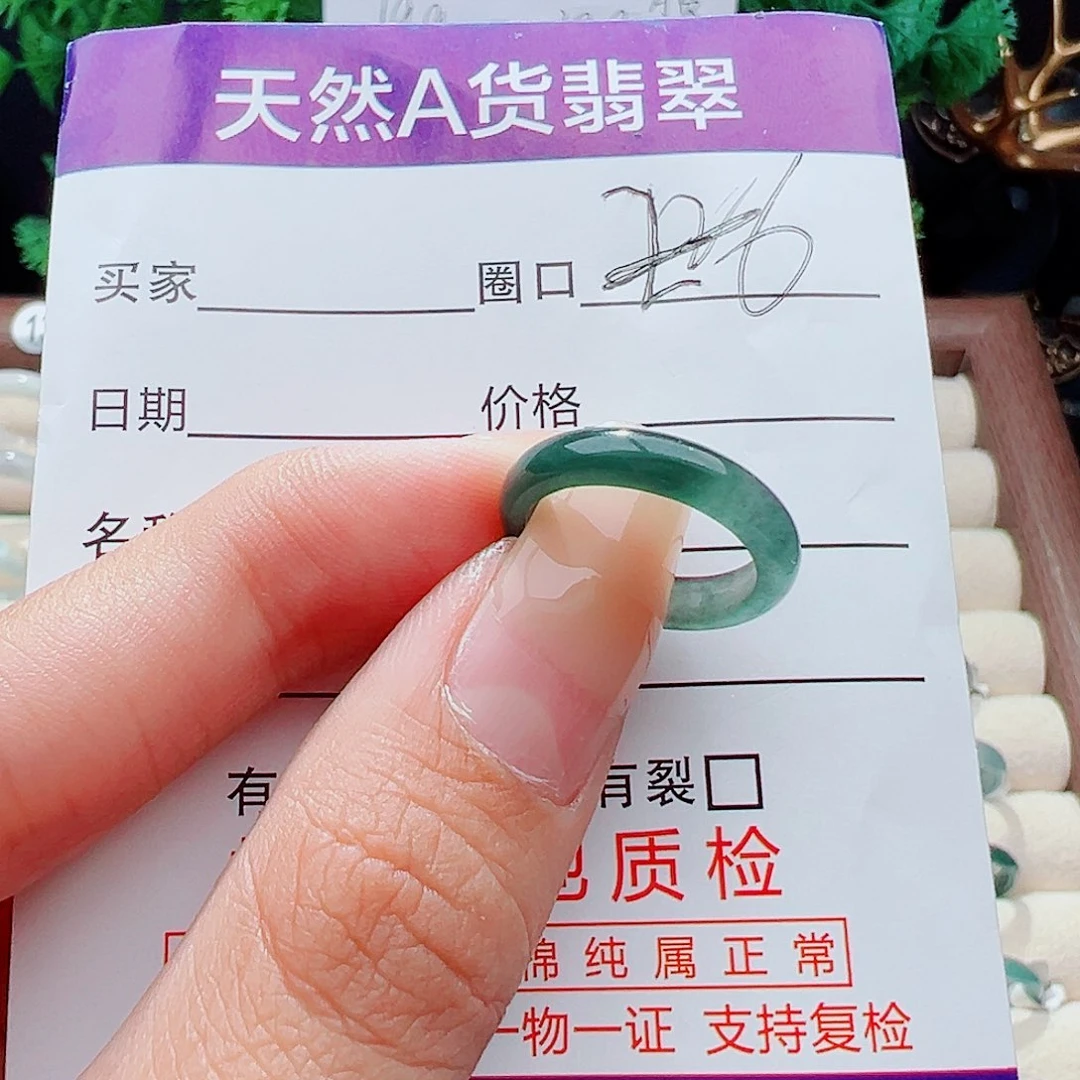 天然A货翡翠
买家 圈口
日期 价格
名
有 有裂□
质检
棉纯属正常
一物一证 支持复检